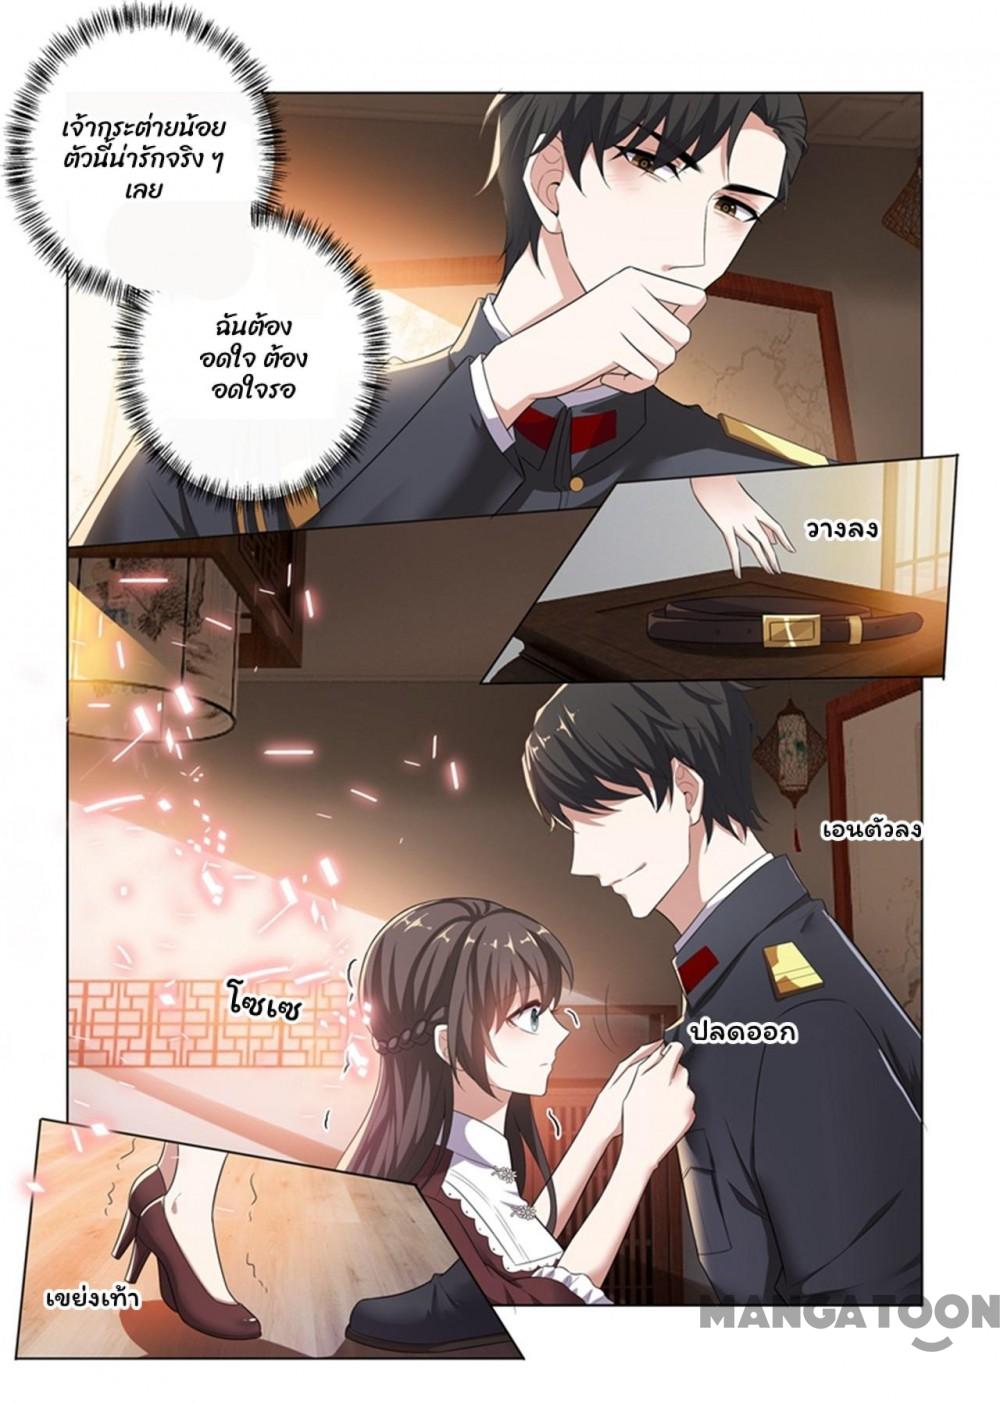 เจ้ากระต่ายน้อย
ตัวนี้น่ารักจริง ๆ
เลย
ฉันต้อง
อดใจ ต้อง
อดใจรอ
วางลง
เอนตัวลง
โซเซ
ปลดออก
เขย่งเท้า
MANGATOON